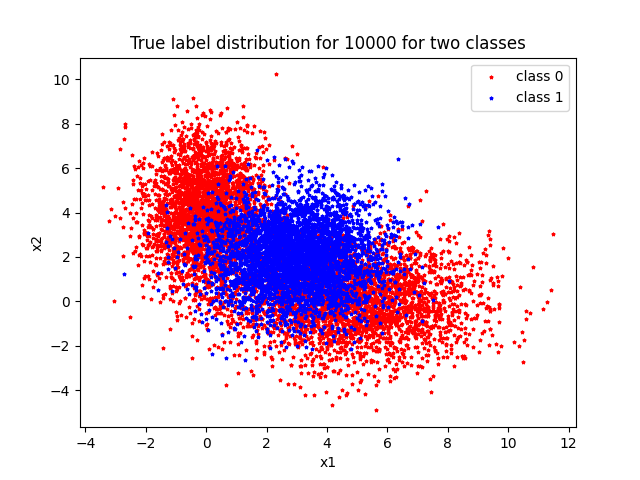 True label distribution for 10000 for two classes
class 0
class 1
x2
10
8
6
4
2
0
−2
−4
−4 −2 0 2 4 6 8 10 12
x1